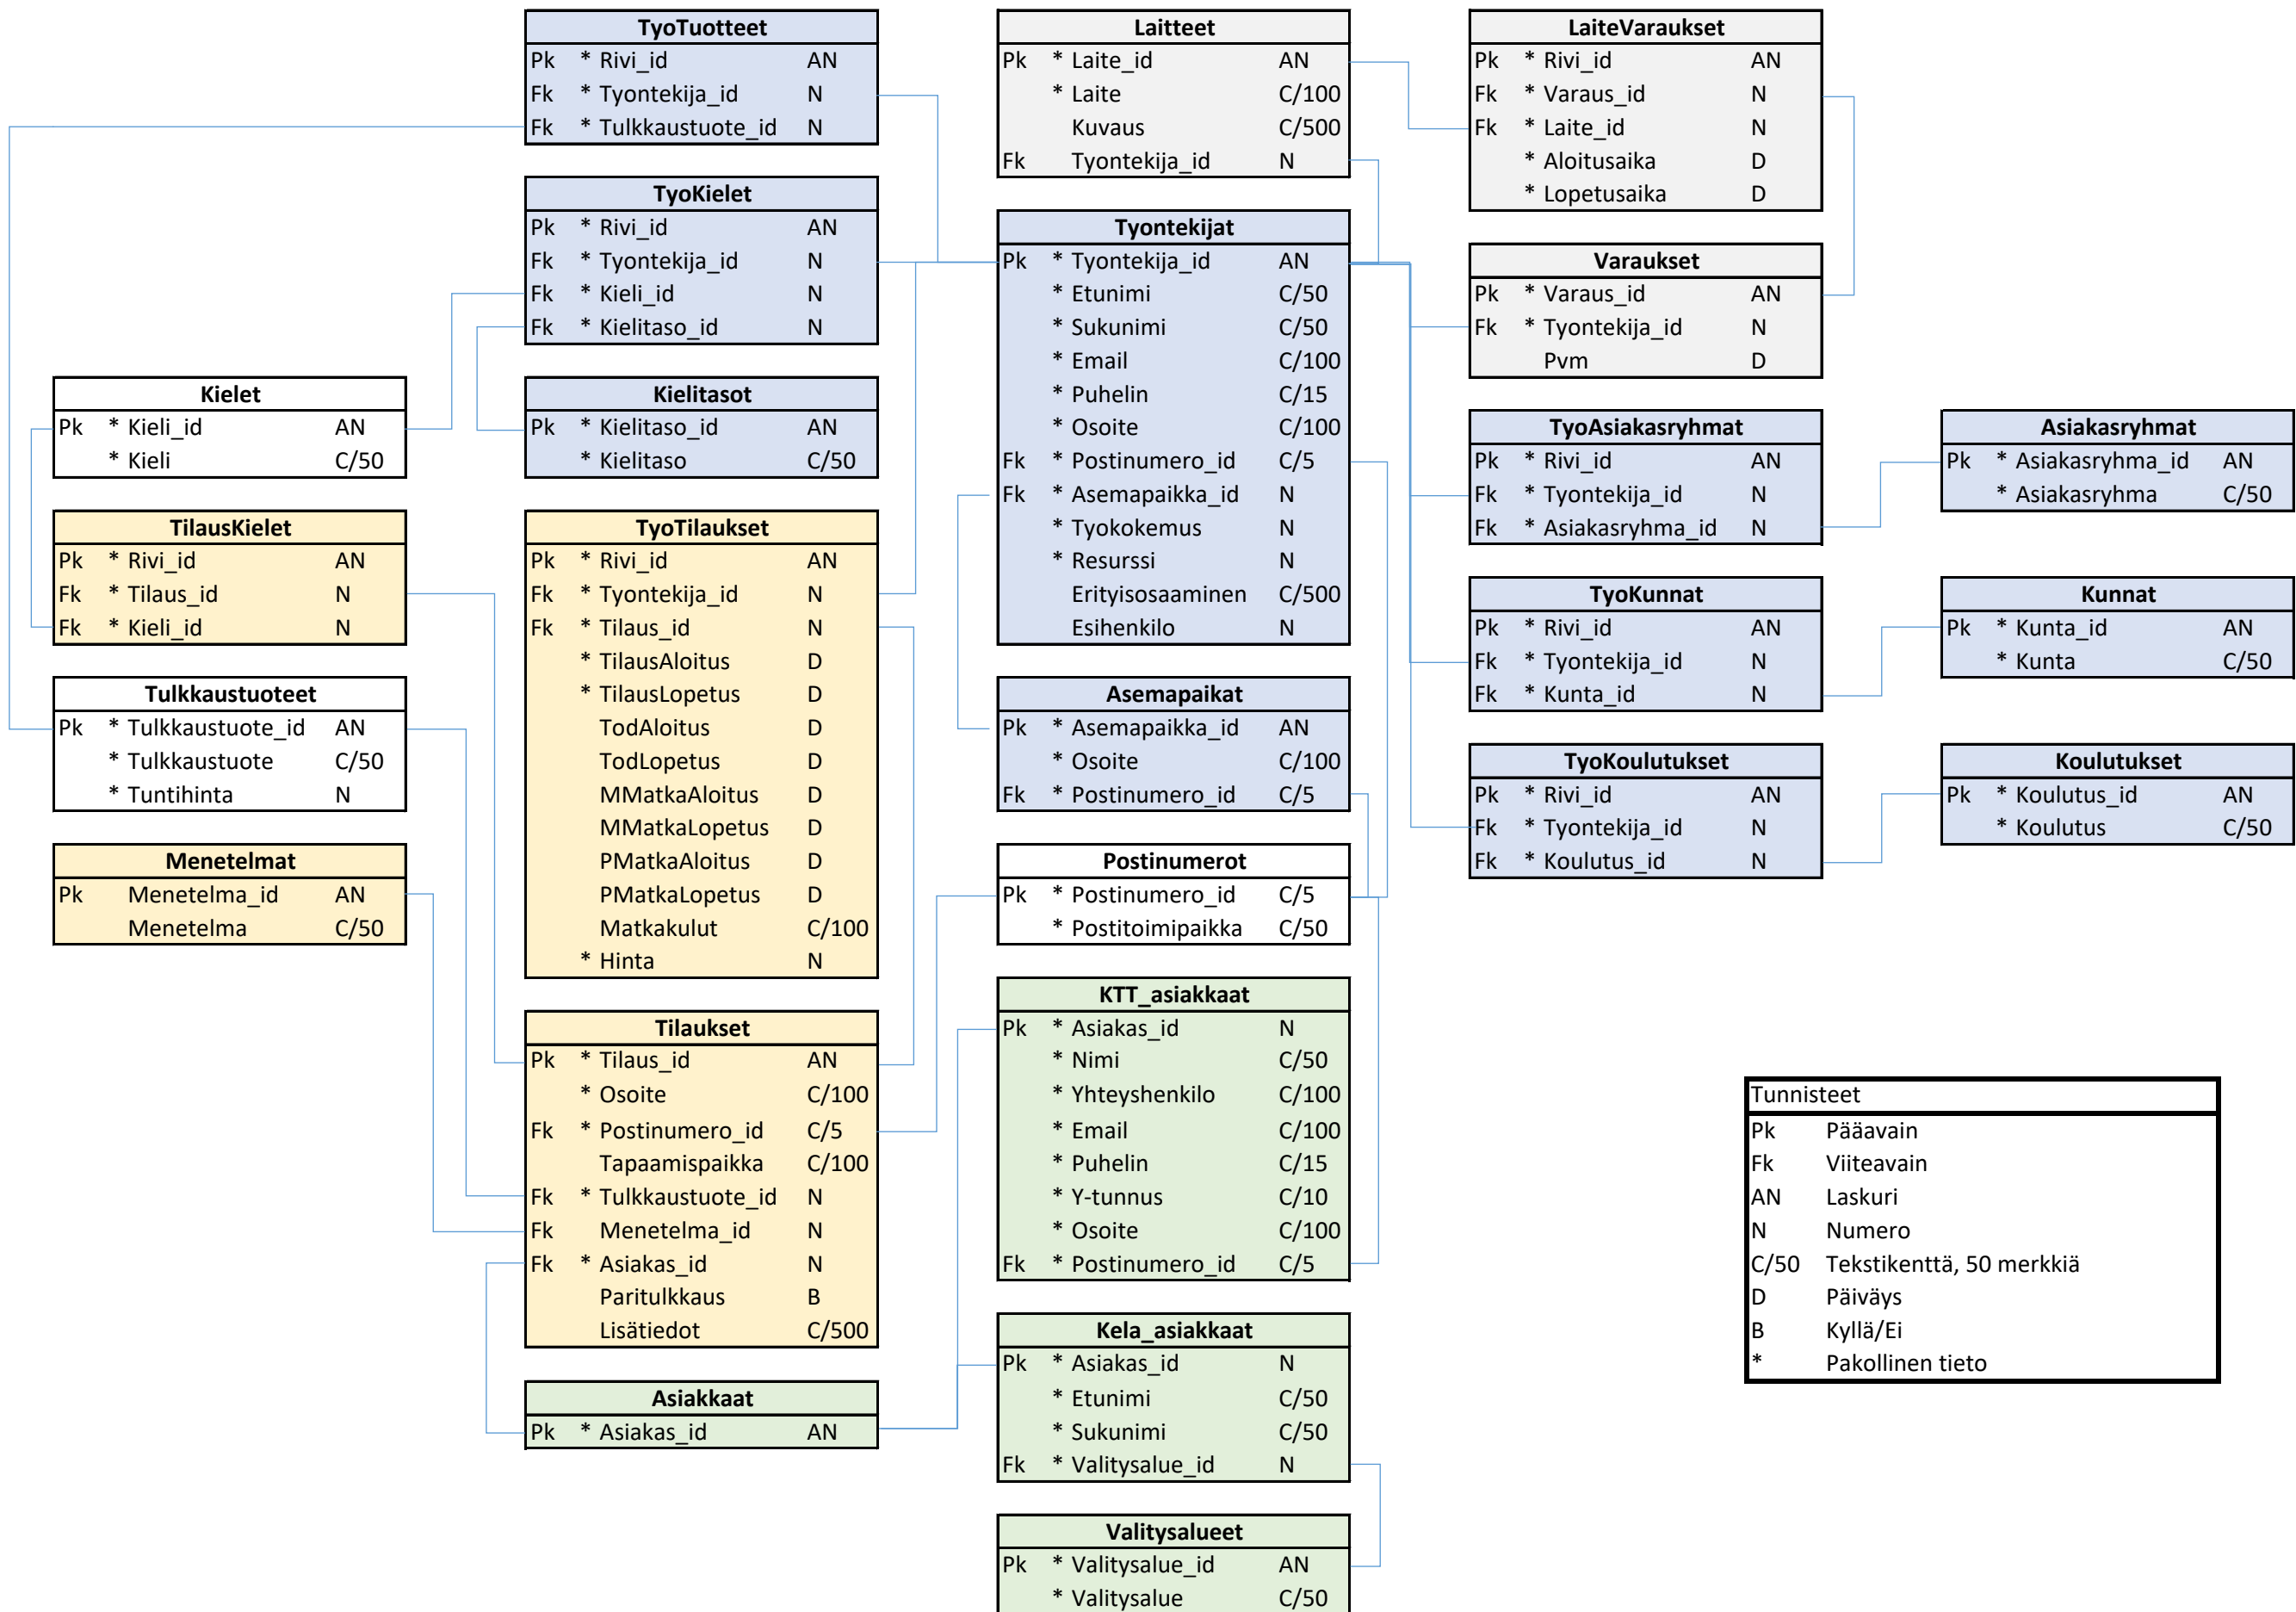 TyoTuotteet
Pk * Rivi_id AN
Fk * Tyontekija_id N
Fk * Tulkkaustuote_id N
TyoKielet
Pk * Rivi_id AN
Fk * Tyontekija_id N
Fk * Kieli_id N
Fk * Kielitaso_id N
Kielet
Pk * Kieli_id AN
* Kieli C/50
Kielitasot
Pk * Kielitaso_id AN
* Kielitaso C/50
TilausKielet
Pk * Rivi_id AN
Fk * Tilaus_id N
Fk * Kieli_id N
Tulkkaustuoteet
Pk * Tulkkaustuote_id AN
* Tulkkaustuote C/50
* Tuntihinta N
Menetelmat
Pk Menetelma_id AN
Menetelma C/50
TyoTilaukset
Pk * Rivi_id AN
Fk * Tyontekija_id N
Fk * Tilaus_id N
* TilausAloitus D
* TilausLopetus D
TodAloitus D
TodLopetus D
MMatkaAloitus D
MMatkaLopetus D
PMatkaAloitus D
PMatkaLopetus D
Matkakulut C/100
* Hinta N
Tilaukset
Pk * Tilaus_id AN
* Osoite C/100
Fk * Postinumero_id C/5
Tapaamispaikka C/100
Fk * Tulkkaustuote_id N
Fk Menetelma_id N
Fk * Asiakas_id N
Paritulkkaus B
Lisätiedot C/500
Asiakkaat
Pk * Asiakas_id AN
Laitteet
Pk * Laite_id AN
* Laite C/100
Kuvaus C/500
Fk Tyontekija_id N
Tyontekijat
Pk * Tyontekija_id AN
* Etunimi C/50
* Sukunimi C/50
* Email C/100
* Puhelin C/15
* Osoite C/100
Fk * Postinumero_id C/5
Fk * Asemapaikka_id N
* Tyokokemus N
* Resurssi N
Erityisosaaminen C/500
Esihenkilo N
Asemapaikat
Pk * Asemapaikka_id AN
* Osoite C/100
Fk * Postinumero_id C/5
Postinumerot
Pk * Postinumero_id C/5
* Postitoimipaikka C/50
KTT_asiakkaat
Pk * Asiakas_id N
* Nimi C/50
* Yhteyshenkilo C/100
* Email C/100
* Puhelin C/15
* Y-tunnus C/10
* Osoite C/100
Fk * Postinumero_id C/5
Kela_asiakkaat
Pk * Asiakas_id N
* Etunimi C/50
* Sukunimi C/50
Fk * Valitysalue_id N
Valitysalueet
Pk * Valitysalue_id AN
* Valitysalue C/50
LaiteVaraukset
Pk * Rivi_id AN
Fk * Varaus_id N
Fk * Laite_id N
* Aloitusaika D
* Lopetusaika D
Varaukset
Pk * Varaus_id AN
Fk * Tyontekija_id N
Pvm D
TyoAsiakasryhmat
Pk * Rivi_id AN
Fk * Tyontekija_id N
Fk * Asiakasryhma_id N
Asiakasryhmat
Pk * Asiakasryhma_id AN
* Asiakasryhma C/50
TyoKunnat
Pk * Rivi_id AN
Fk * Tyontekija_id N
Fk * Kunta_id N
Kunnat
Pk * Kunta_id AN
* Kunta C/50
TyoKoulutukset
Pk * Rivi_id AN
Fk * Tyontekija_id N
Fk * Koulutus_id N
Koulutukset
Pk * Koulutus_id AN
* Koulutus C/50
Tunnisteet
Pk Pääavain
Fk Viiteavain
AN Laskuri
N Numero
C/50 Tekstikenttä, 50 merkkiä
D Päiväys
B Kyllä/Ei
* Pakollinen tieto